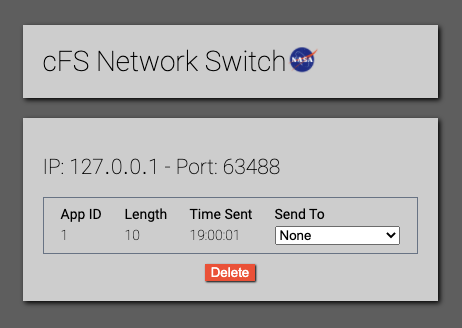 cFS Network Switch NASA
IP: 127.0.0.1 - Port: 63488
App ID Length Time Sent Send To
1 10 19:00:01 None
Delete